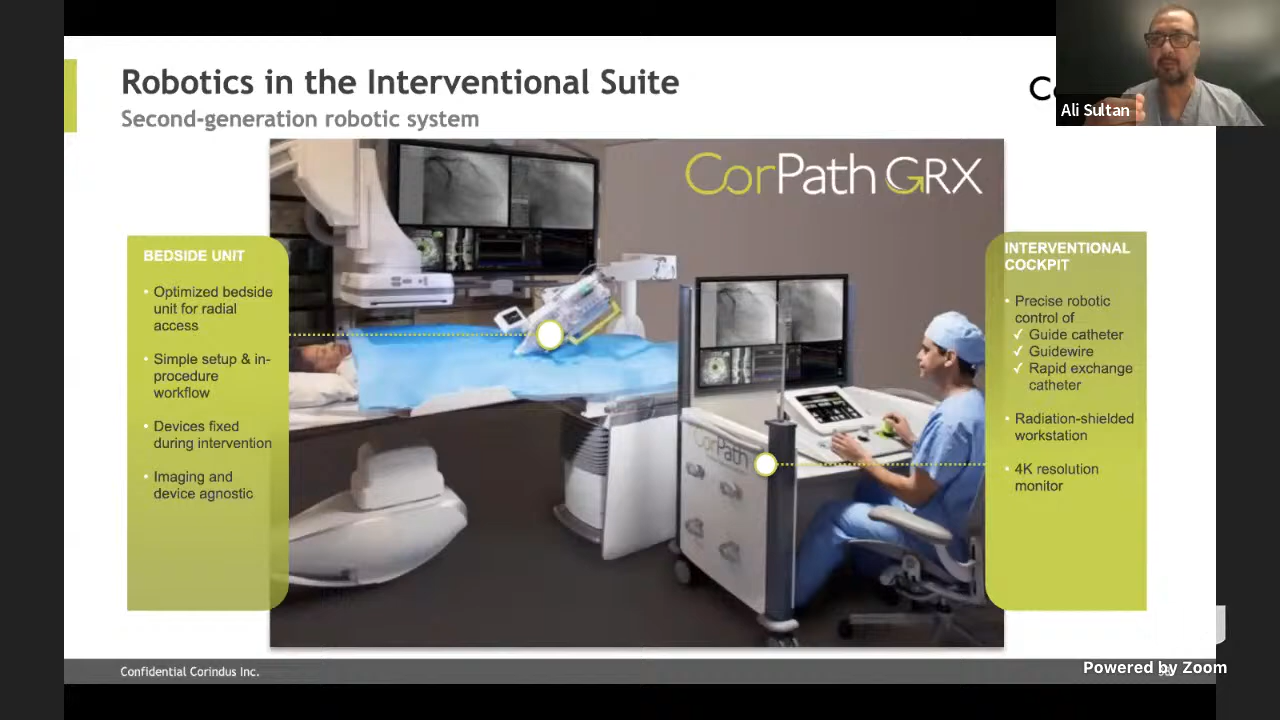 Robotics in the Interventional Suite
Second-generation robotic system
Ali Sultan
CorPath GRX
BEDSIDE UNIT
• Optimized bedside
unit for radial
access
• Simple setup & in-
procedure
workflow
• Devices fixed
during intervention
• Imaging and
device agnostic
CorPath
INTERVENTIONAL
COCKPIT
• Precise robotic
control of
✓ Guide catheter
✓ Guidewire
✓ Rapid exchange
catheter
• Radiation-shielded
workstation
• 4K resolution
monitor
Confidential Corindus Inc.
Powered by Zoom